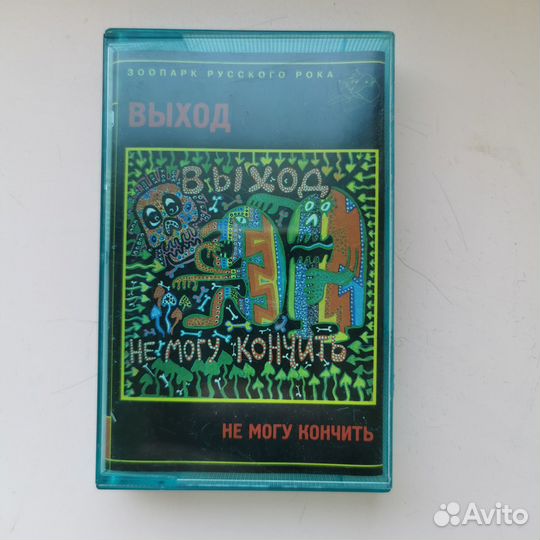 ЗООПАРК РУССКОГО РОКА
ВЫХОД
ВЫХОД
НЕ МОГУ КОНЧИТЬ
НЕ МОГУ КОНЧИТЬ
Avito